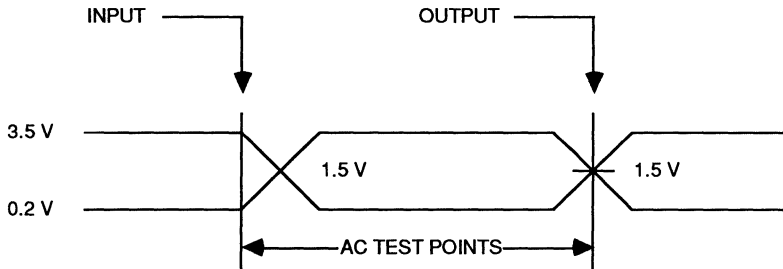 INPUT
OUTPUT
3.5 V
1.5 V
1.5 V
0.2 V
AC TEST POINTS